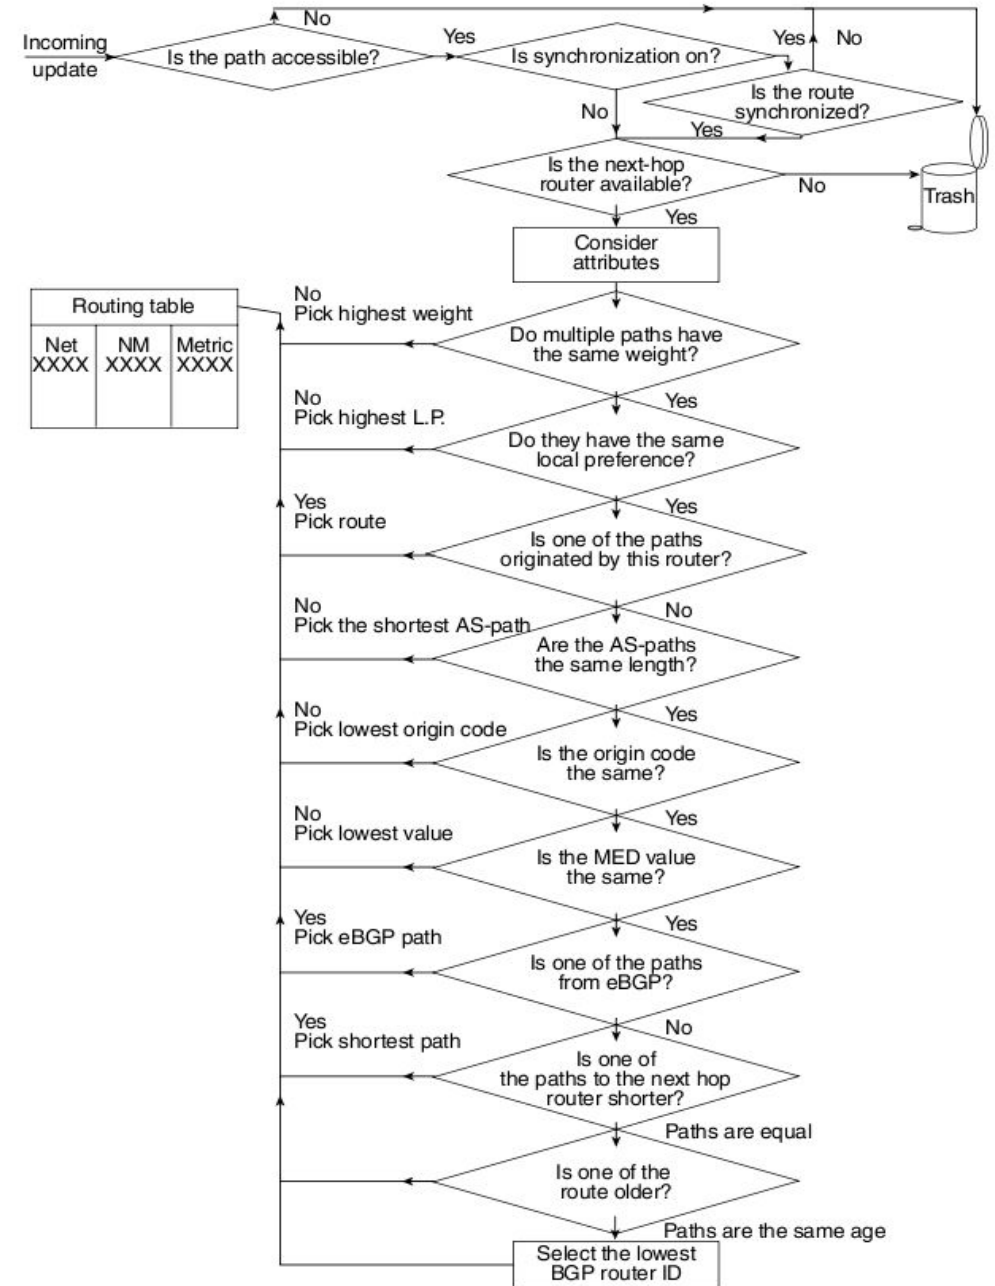 No
Incoming
update
Is the path accessible?
Yes
Is synchronization on?
Yes
No
Is the route
synchronized?
No
Yes
Is the next-hop
router available?
No
Trash
Yes
Consider
attributes
Routing table
Net
XXXX
NM
XXXX
Metric
XXXX
No
Pick highest weight
Do multiple paths have
the same weight?
Yes
No
Pick highest L.P.
Do they have the same
local preference?
Yes
Yes
Pick route
Is one of the paths
originated by this router?
No
No
Pick the shortest AS-path
Are the AS-paths
the same length?
Yes
No
Pick lowest origin code
Is the origin code
the same?
Yes
No
Pick lowest value
Is the MED value
the same?
Yes
Yes
Pick eBGP path
Is one of the paths
from eBGP?
No
Yes
Pick shortest path
Is one of
the paths to the next hop
router shorter?
Paths are equal
Is one of the
route older?
Paths are the same age
Select the lowest
BGP router ID